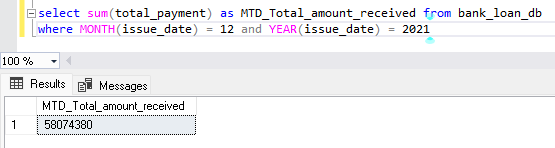 select sum(total_payment) as MTD_Total_amount_received from bank_loan_db
where MONTH(issue_date) = 12 and YEAR(issue_date) = 2021
100 %
Results Messages
MTD_Total_amount_received
1 58074380